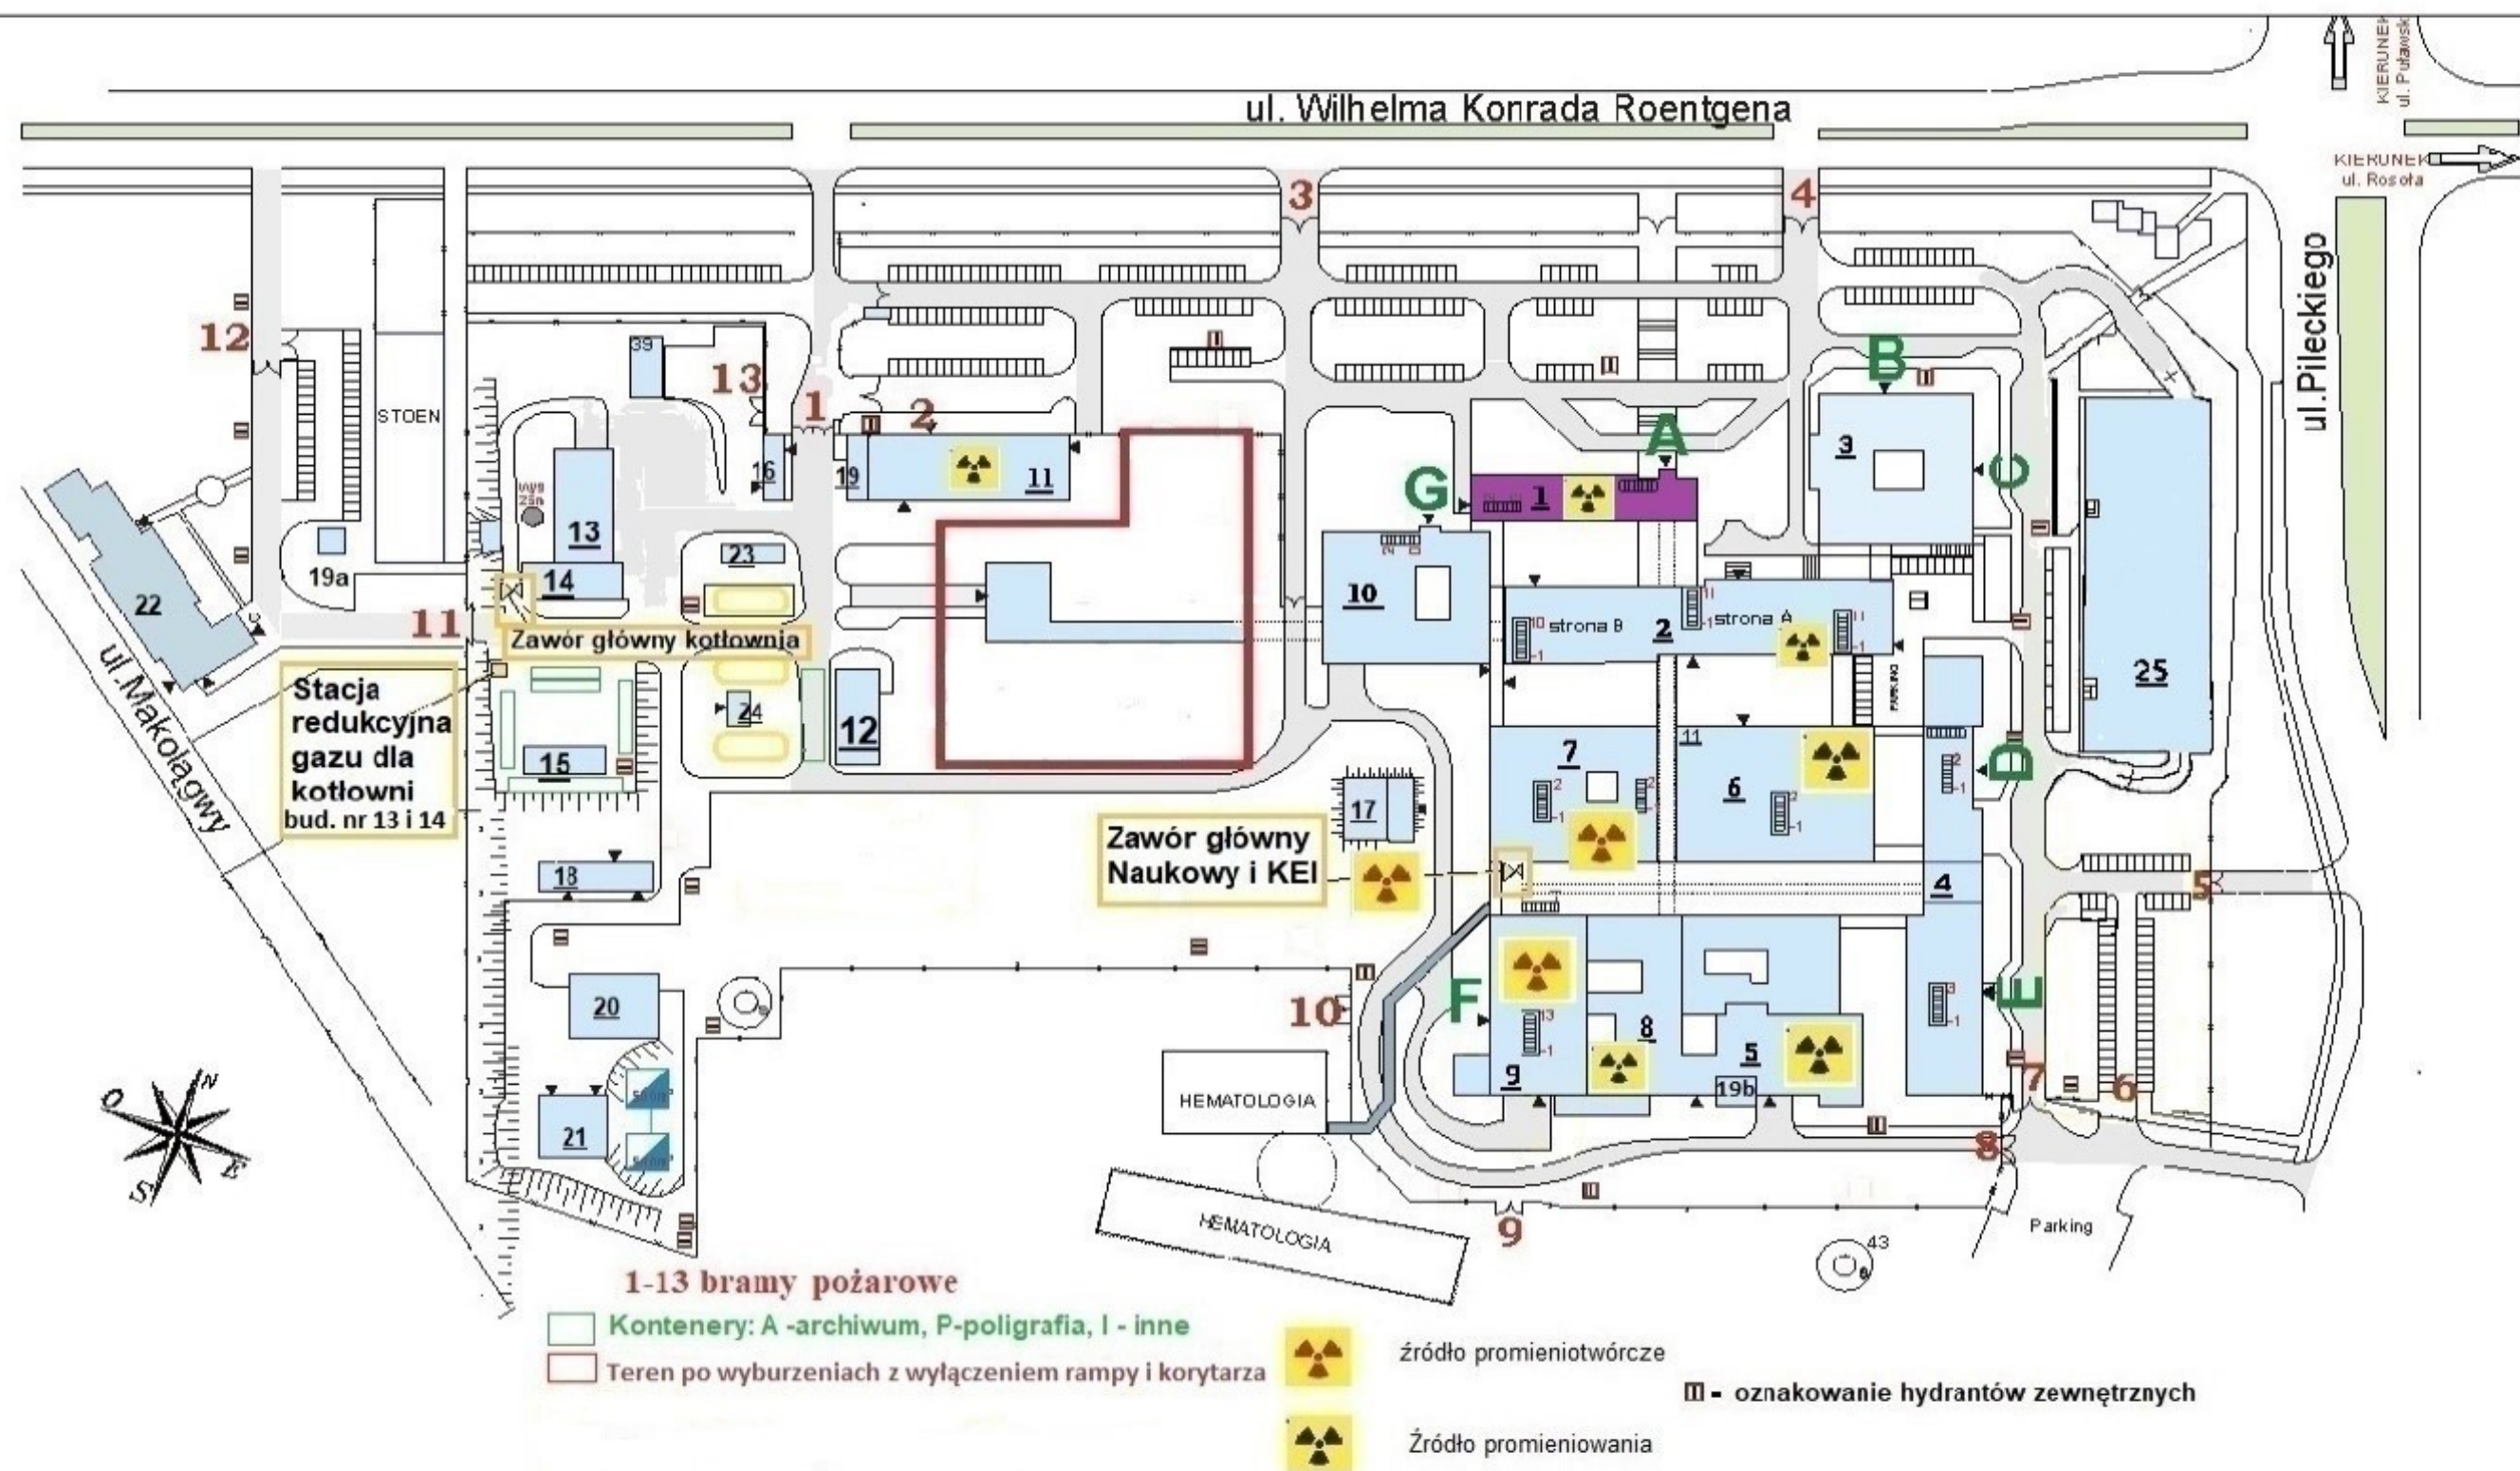 KIERUNEK
ul. Puławska
ul. Wilhelma Konrada Roentgena
KIERUNEK
ul. Rosoła
3
4
ul.Pileckiego
12
39
13
1
2
B
STOEN
A
3
C
G
16
19
11
1
13
23
14
19a
22
10
strona B
2
strona A
11
Zawór główny kotłownia
25
PARKING
Stacja
redukcyjna
gazu dla
kotłowni
bud. nr 13 i 14
24
12
ul.Makolągwy
15
7
11
6
D
17
Zawór główny
Naukowy i KEI
18
4
5
20
10
F
E
8
5
9
19b
7
6
HEMATOLOGIA
O
N
S
E
21
8
HEMATOLOGIA
9
Parking
43
1-13 bramy pożarowe
Kontenery: A -archiwum, P-poligrafia, I - inne
Teren po wyburzeniach z wyłączeniem rampy i korytarza
źródło promieniotwórcze
- oznakowanie hydrantów zewnętrznych
Źródło promieniowania